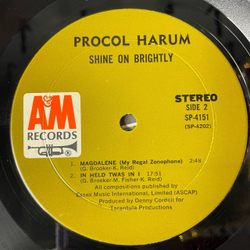 PROCOL HARUM
SHINE ON BRIGHTLY
A&M
RECORDS
STEREO
SIDE 2
SP-4151
(SP-4202)
1. MAGDALENE (My Regal Zonophone) 2:46
(G. Brooker-K. Reid)
2. IN HELD TWAS IN I 17:51
(G. Brooker-M. Fisher-K. Reid)
All compositions published by
Essex Music International, Limited (ASCAP)
Produced by Denny Cordell for
Tarantula Productions